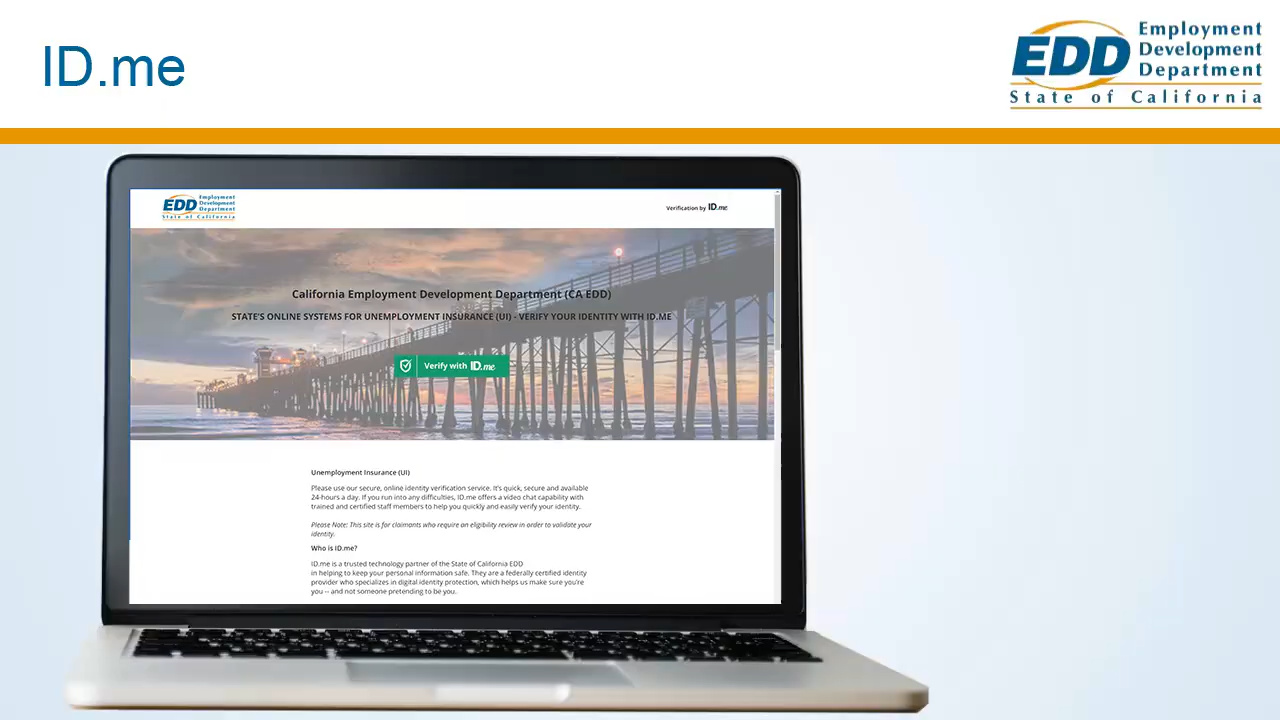 ID.me
EDD
Employment
Development
Department
State of California
EDD
Employment
Development
Department
State of California
Verification by ID.me
California Employment Development Department (CA EDD)
STATE'S ONLINE SYSTEMS FOR UNEMPLOYMENT INSURANCE (UI) - VERIFY YOUR IDENTITY WITH ID.ME
Verify with ID.me
Unemployment Insurance (UI)
Please use our secure, online identity verification service. It's quick, secure and available
24-hours a day. If you run into any difficulties, ID.me offers a video chat capability with
trained and certified staff members to help you quickly and easily verify your identity.
Please Note: This site is for claimants who require an eligibility review in order to validate your
identity.
Who is ID.me?
ID.me is a trusted technology partner of the State of California EDD
in helping to keep your personal information safe. They are a federally certified identity
provider who specializes in digital identity protection, which helps us make sure you're
you -- and not someone pretending to be you.